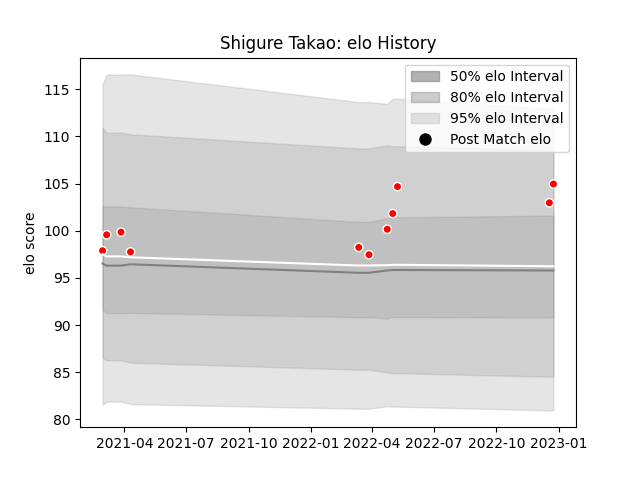 Shigure Takao: elo History
50% elo Interval
80% elo Interval
95% elo Interval
Post Match elo
elo score
115
110
105
100
95
90
85
80
2021-04 2021-07 2021-10 2022-01 2022-04 2022-07 2022-10 2023-01